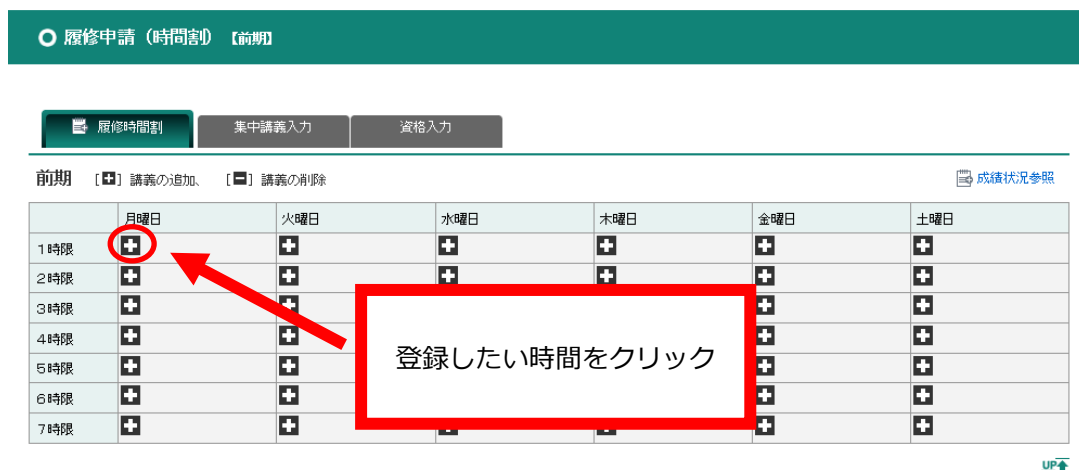 履修申請（時間割）【前期】
履修時間割 集中講義入力 資格入力
前期 [+] 講義の追加、 [-] 講義の削除 成績状況参照
月曜日 火曜日 水曜日 木曜日 金曜日 土曜日
1時限
2時限
3時限
4時限
登録したい時間をクリック
5時限
6時限
7時限
UP